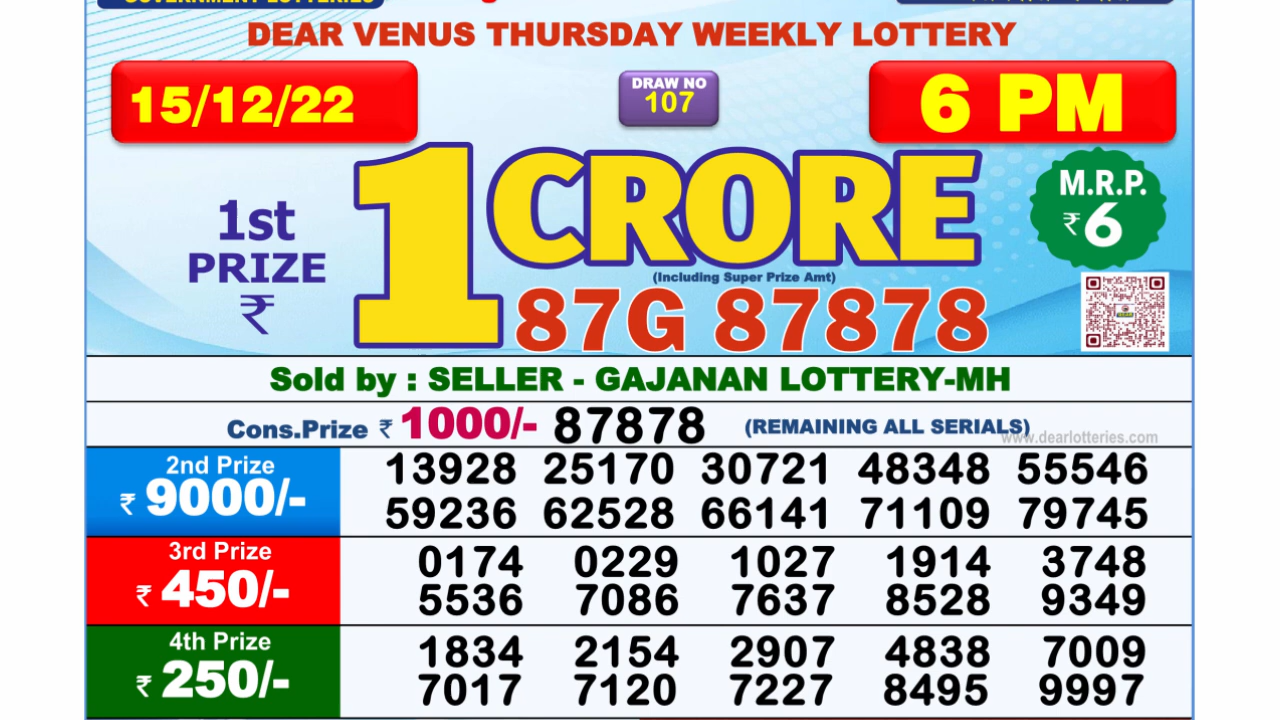 GOVERNMENT LOTTERIES
DEAR VENUS THURSDAY WEEKLY LOTTERY
15/12/22
DRAW NO
107
6 PM
1st
PRIZE
₹
1 CRORE
(Including Super Prize Amt)
87G 87878
M.R.P.
₹ 6
Sold by : SELLER - GAJANAN LOTTERY-MH
Cons.Prize ₹ 1000/- 87878 (REMAINING ALL SERIALS)
www.dearlotteries.com
2nd Prize
₹ 9000/-
13928 25170 30721 48348 55546
59236 62528 66141 71109 79745
3rd Prize
₹ 450/-
0174 0229 1027 1914 3748
5536 7086 7637 8528 9349
4th Prize
₹ 250/-
1834 2154 2907 4838 7009
7017 7120 7227 8495 9997